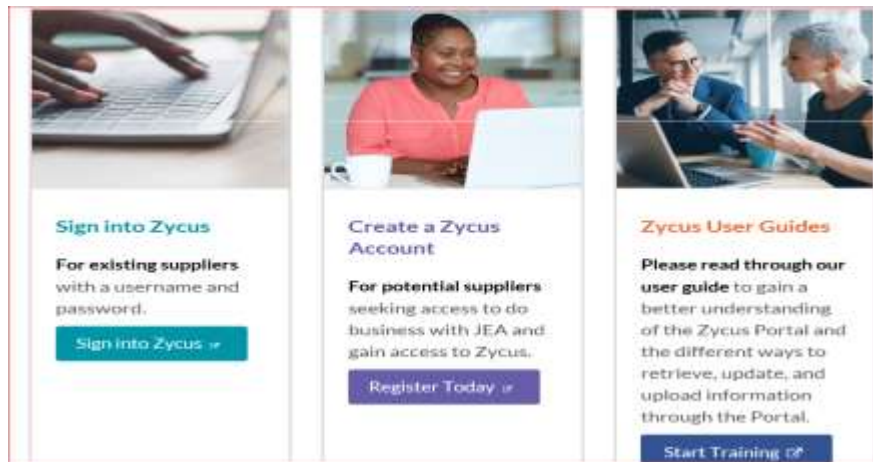 Sign into Zycus
For existing suppliers
with a username and
password.
Sign into Zycus
Create a Zycus
Account
For potential suppliers
seeking access to do
business with JEA and
gain access to Zycus.
Register Today
Zycus User Guides
Please read through our
user guide to gain a
better understanding
of the Zycus Portal and
the different ways to
retrieve, update, and
upload information
through the Portal.
Start Training